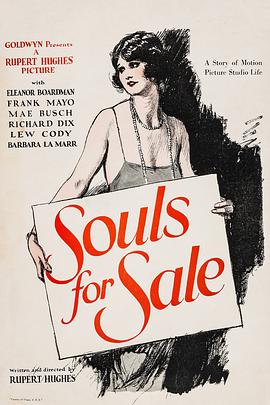 GOLDWYN Presents
A
RUPERT HUGHES
PICTURE
with
ELEANOR BOARDMAN
FRANK MAYO
MAE BUSCH
RICHARD DIX
LEW CODY
BARBARA LA MARR
A Story of Motion
Picture Studio Life
Souls
for Sale
Written and directed by
RUPERT HUGHES